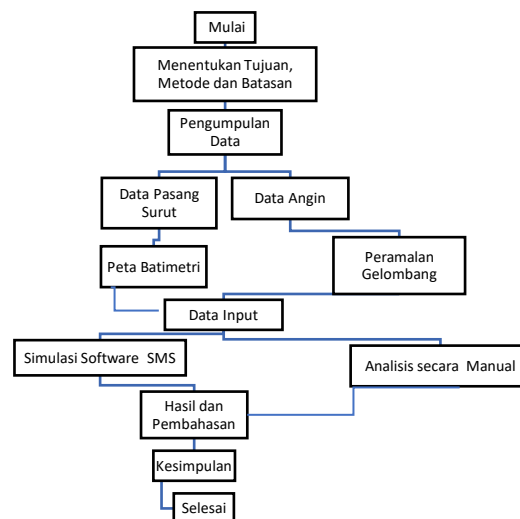 Mulai
Menentukan Tujuan,
Metode dan Batasan
Pengumpulan
Data
Data Pasang
Surut
Data Angin
Peta Batimetri
Peramalan
Gelombang
Data Input
Simulasi Software SMS
Analisis secara Manual
Hasil dan
Pembahasan
Kesimpulan
Selesai